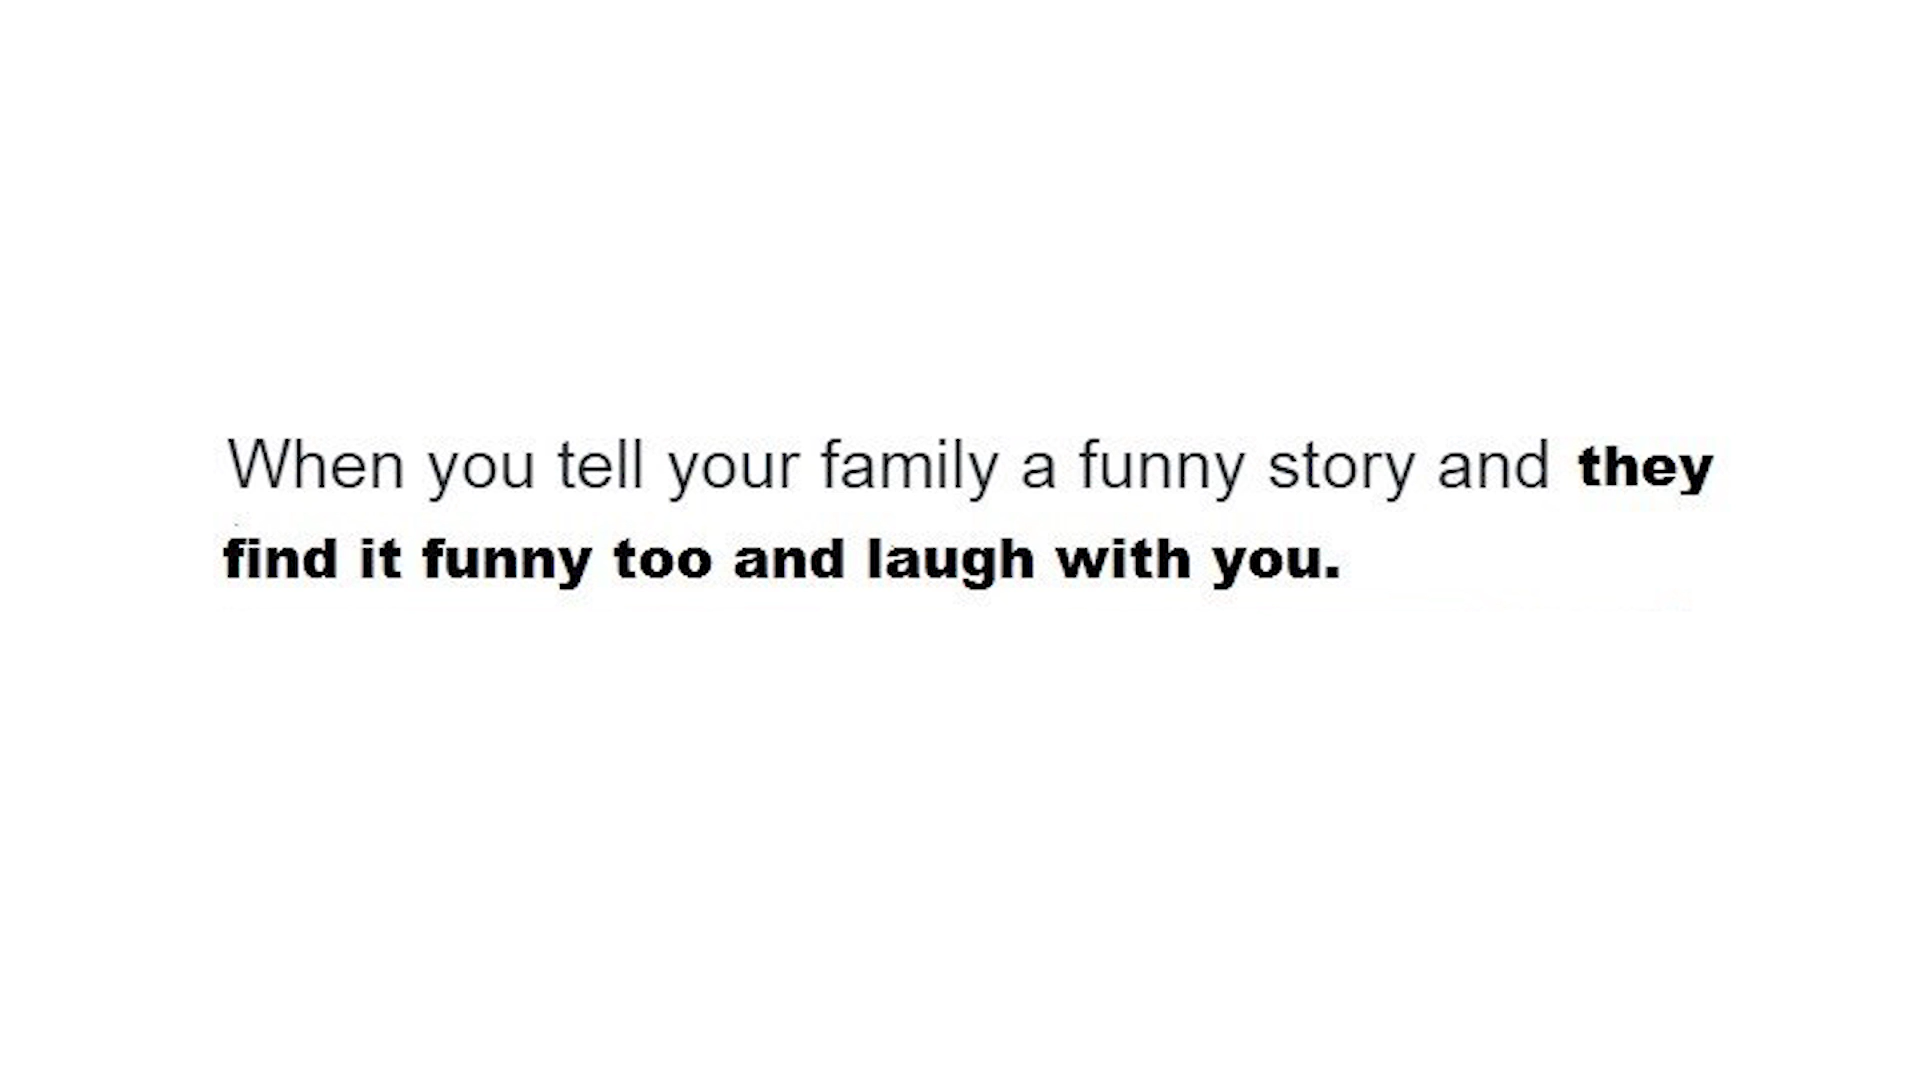 When you tell your family a funny story and they
find it funny too and laugh with you.